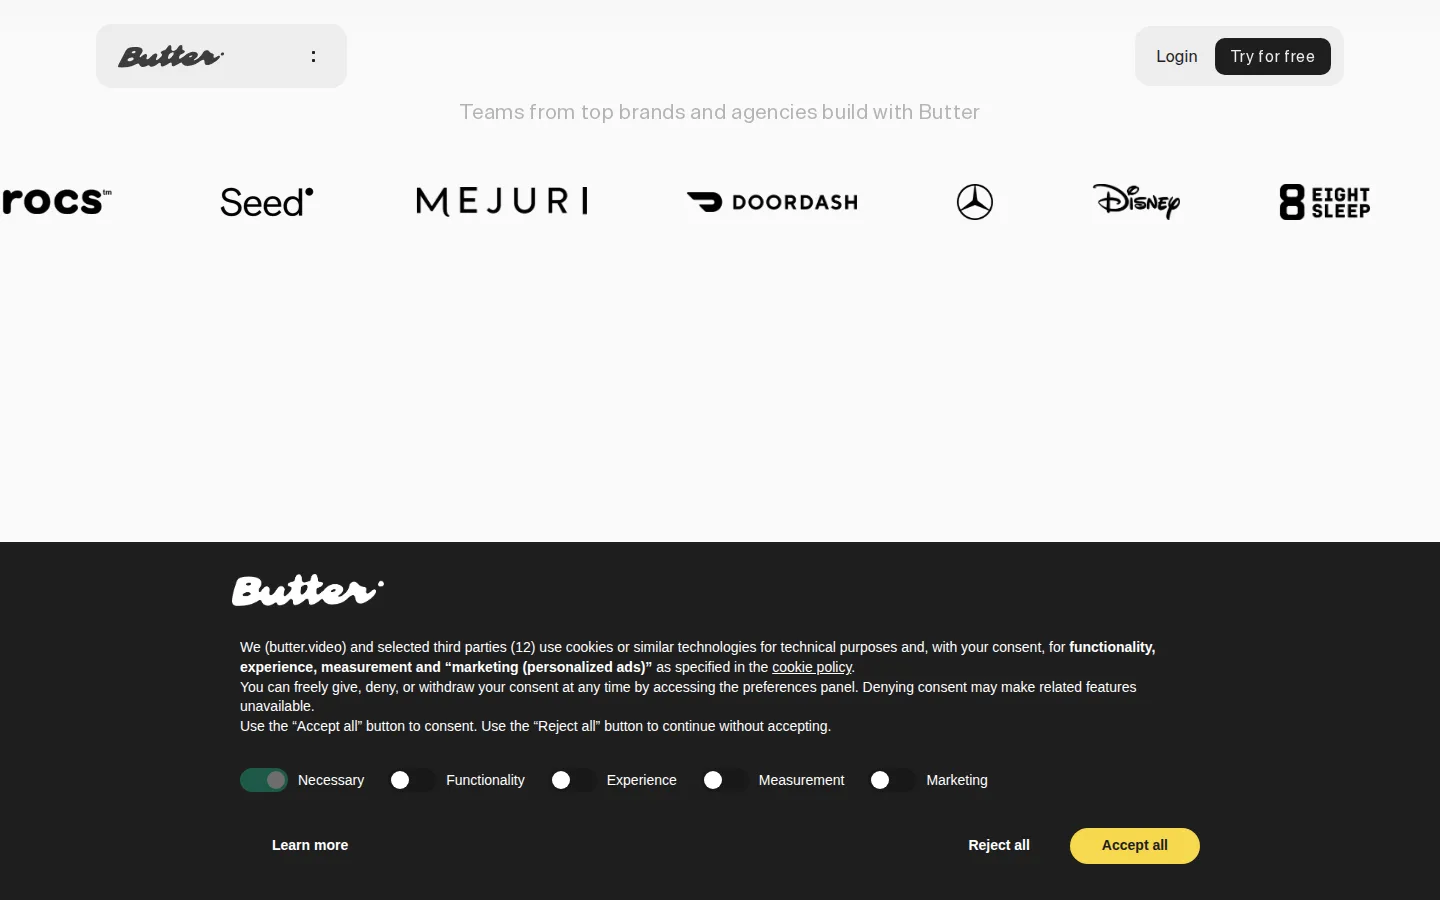 Butter
Login
Try for free
Teams from top brands and agencies build with Butter
rocs™
Seed
MEJURI
DOORDASH
Disney
8 EIGHT
SLEEP
Butter
We (butter.video) and selected third parties (12) use cookies or similar technologies for technical purposes and, with your consent, for functionality,
experience, measurement and “marketing (personalized ads)” as specified in the cookie policy.
You can freely give, deny, or withdraw your consent at any time by accessing the preferences panel. Denying consent may make related features
unavailable.
Use the “Accept all” button to consent. Use the “Reject all” button to continue without accepting.
Necessary
Functionality
Experience
Measurement
Marketing
Learn more
Reject all
Accept all